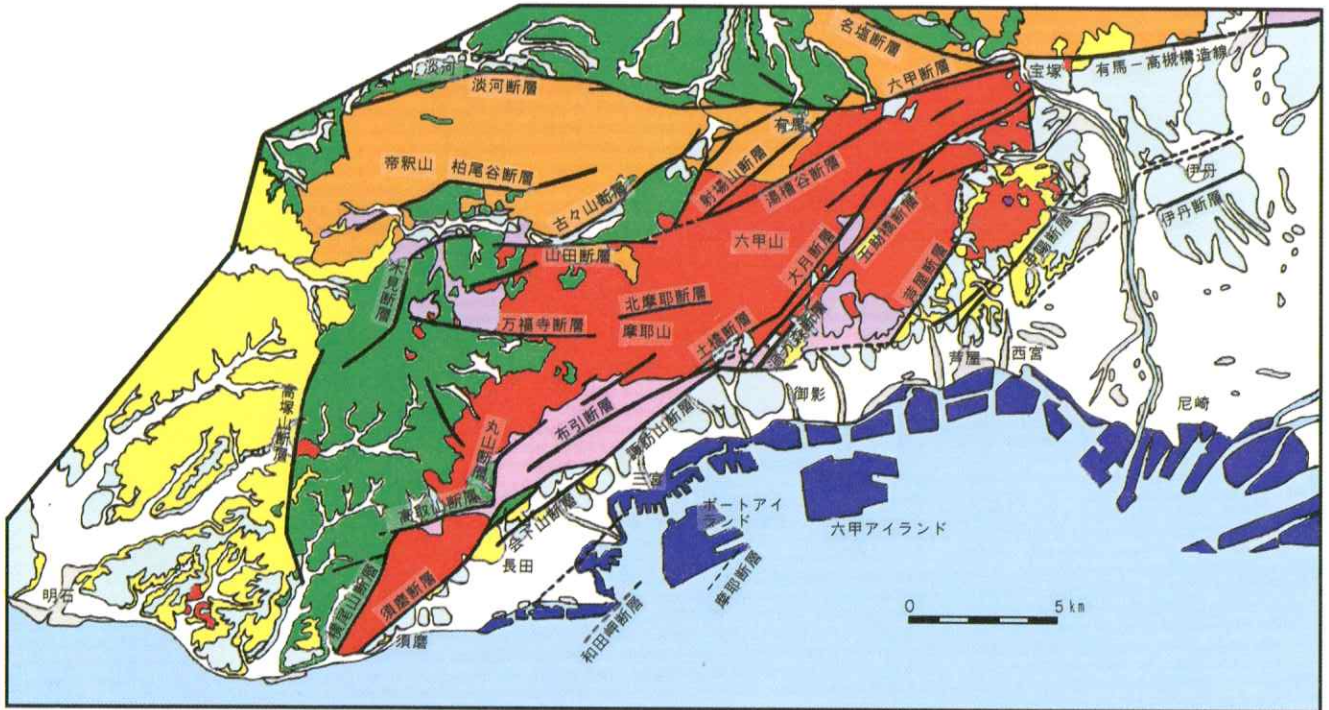 名塩断層
淡河
淡河断層
六甲断層
宝塚
有馬-高槻構造線
有馬
帝釈山
柏尾谷断層
射場山断層
湯槽谷断層
伊丹
伊丹断層
古々山断層
六甲山
大月断層
五助橋断層
芦屋断層
山田断層
木見断層
北摩耶断層
万福寺断層
摩耶山
土橋断層
芦屋
西宮
御影
尼崎
高塚山断層
布引断層
諏訪山断層
丸山断層
三宮
高取山断層
ポートアイ
ランド
六甲アイランド
会下山断層
長田
摩耶断層
明石
横尾山断層
須磨断層
須磨
和田岬断層
0
5km